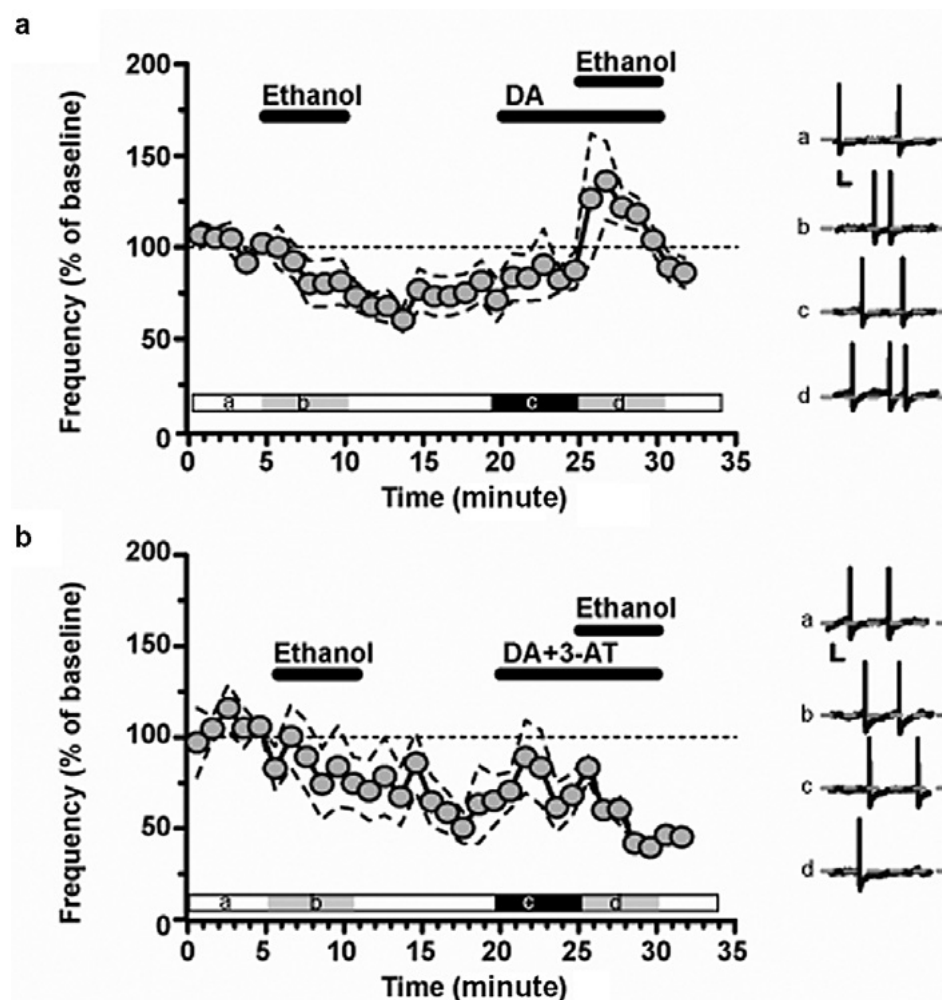 a
200
150
100
50
0
Frequency (% of baseline)
Ethanol
DA
Ethanol
a b c d
0 5 10 15 20 25 30 35
Time (minute)
a
b
c
d
b
200
150
100
50
0
Frequency (% of baseline)
Ethanol
DA+3-AT
Ethanol
a b c d
0 5 10 15 20 25 30 35
Time (minute)
a
b
c
d